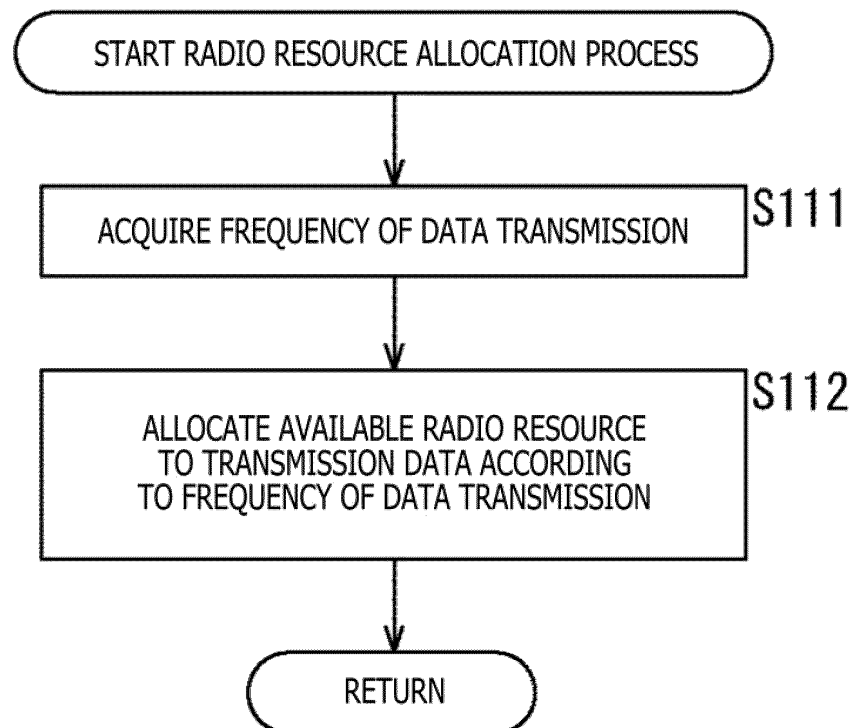 START RADIO RESOURCE ALLOCATION PROCESS
S111
ACQUIRE FREQUENCY OF DATA TRANSMISSION
S112
ALLOCATE AVAILABLE RADIO RESOURCE
TO TRANSMISSION DATA ACCORDING
TO FREQUENCY OF DATA TRANSMISSION
RETURN